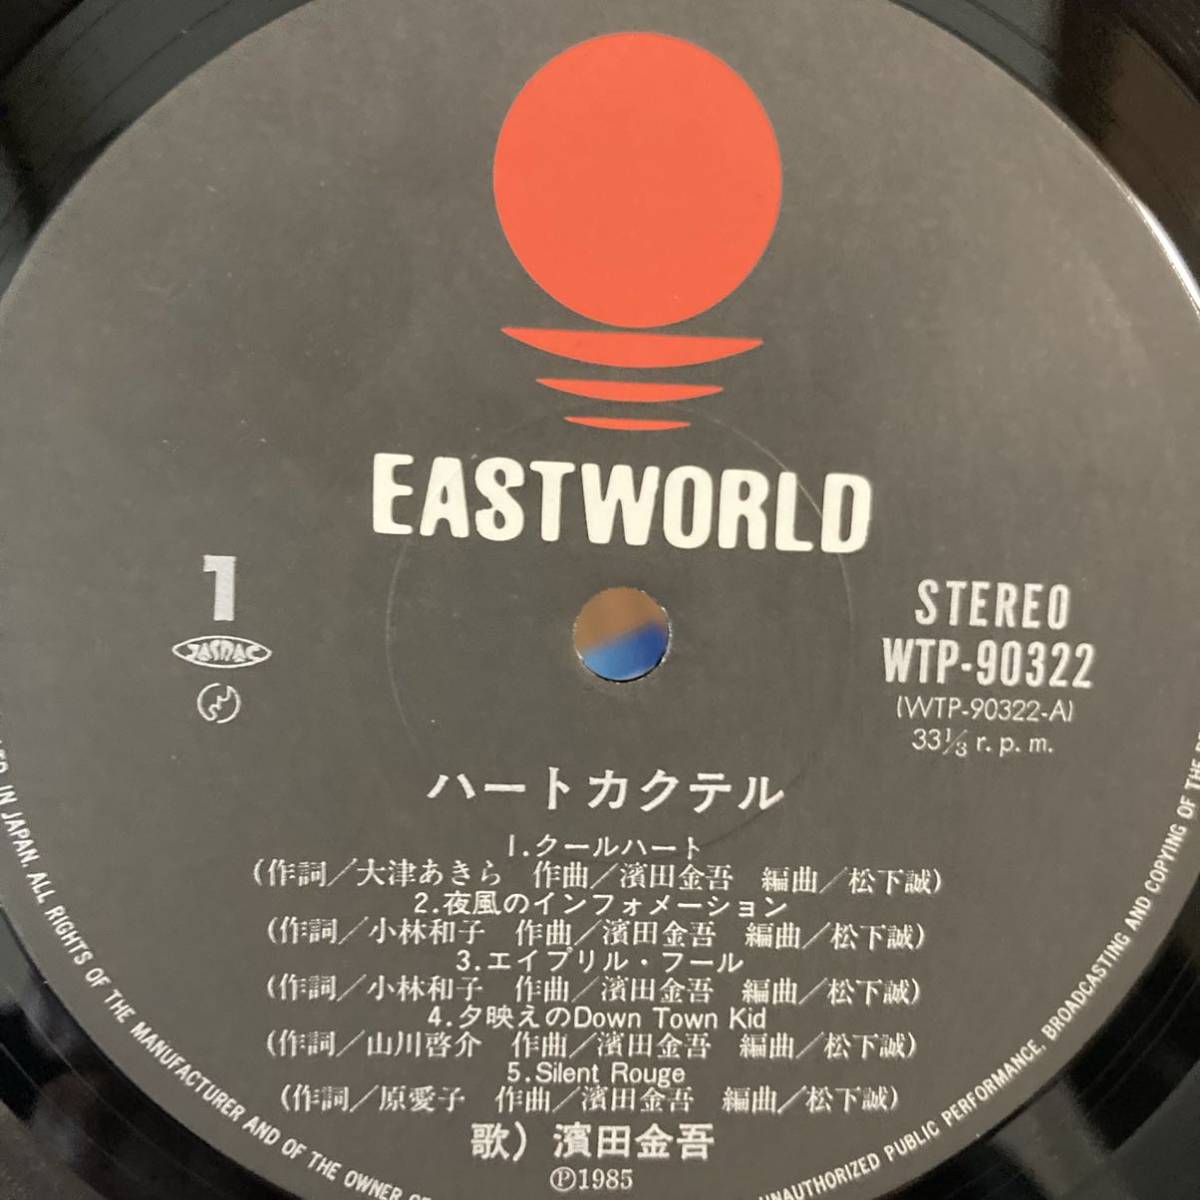 EASTWORLD
1
JASRAC
STEREO
WTP-90322
(WTP-90322-A)
33⅓ r.p.m.
ハートカクテル
1.クールハート
(作詞/大津あきら 作曲/濱田金吾 編曲/松下誠)
2.夜風のインフォメーション
(作詞/小林和子 作曲/濱田金吾 編曲/松下誠)
3.エイプリル・フール
(作詞/小林和子 作曲/濱田金吾 編曲/松下誠)
4.夕映えのDown Town Kid
(作詞/山川啓介 作曲/濱田金吾 編曲/松下誠)
5.Silent Rouge
(作詞/原愛子 作曲/濱田金吾 編曲/松下誠)
歌) 濱田金吾
Ⓟ1985
IN JAPAN. ALL RIGHTS OF THE MANUFACTURER AND OF THE OWNER
UNAUTHORIZED PUBLIC PERFORMANCE, BROADCASTING AND COPYING OF THE